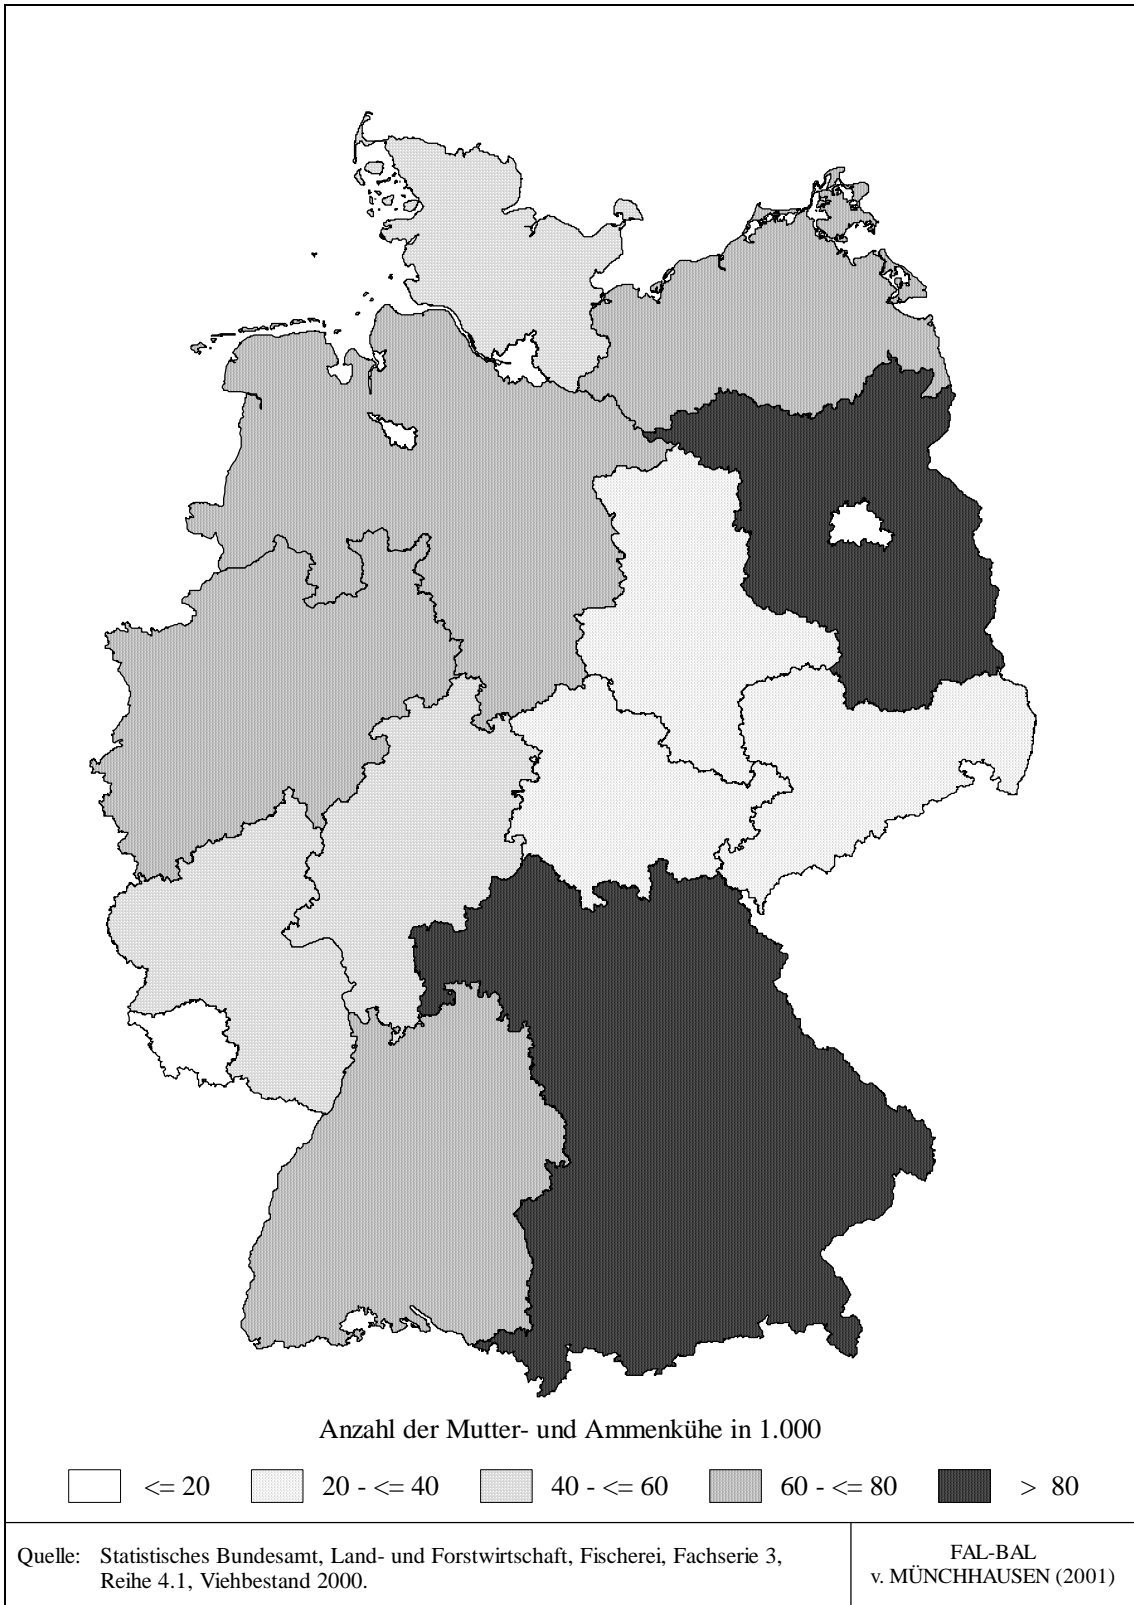 Anzahl der Mutter- und Ammenkühe in 1.000
<= 20 20 - <= 40 40 - <= 60 60 - <= 80 > 80
Quelle: Statistisches Bundesamt, Land- und Forstwirtschaft, Fischerei, Fachserie 3,
Reihe 4.1, Viehbestand 2000.
FAL-BAL
v. MÜNCHHAUSEN (2001)